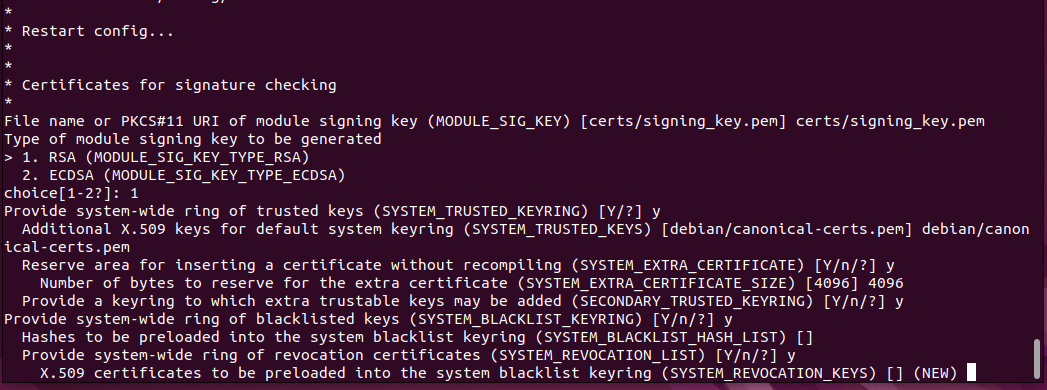 *
* Restart config...
*
*
* Certificates for signature checking
*
File name or PKCS#11 URI of module signing key (MODULE_SIG_KEY) [certs/signing_key.pem] certs/signing_key.pem
Type of module signing key to be generated
> 1. RSA (MODULE_SIG_KEY_TYPE_RSA)
  2. ECDSA (MODULE_SIG_KEY_TYPE_ECDSA)
choice[1-2?]: 1
Provide system-wide ring of trusted keys (SYSTEM_TRUSTED_KEYRING) [Y/?] y
  Additional X.509 keys for default system keyring (SYSTEM_TRUSTED_KEYS) [debian/canonical-certs.pem] debian/canon
ical-certs.pem
  Reserve area for inserting a certificate without recompiling (SYSTEM_EXTRA_CERTIFICATE) [Y/n/?] y
    Number of bytes to reserve for the extra certificate (SYSTEM_EXTRA_CERTIFICATE_SIZE) [4096] 4096
  Provide a keyring to which extra trustable keys may be added (SECONDARY_TRUSTED_KEYRING) [Y/n/?] y
Provide system-wide ring of blacklisted keys (SYSTEM_BLACKLIST_KEYRING) [Y/n/?] y
  Hashes to be preloaded into the system blacklist keyring (SYSTEM_BLACKLIST_HASH_LIST) []
  Provide system-wide ring of revocation certificates (SYSTEM_REVOCATION_LIST) [Y/n/?] y
    X.509 certificates to be preloaded into the system blacklist keyring (SYSTEM_REVOCATION_KEYS) [] (NEW)